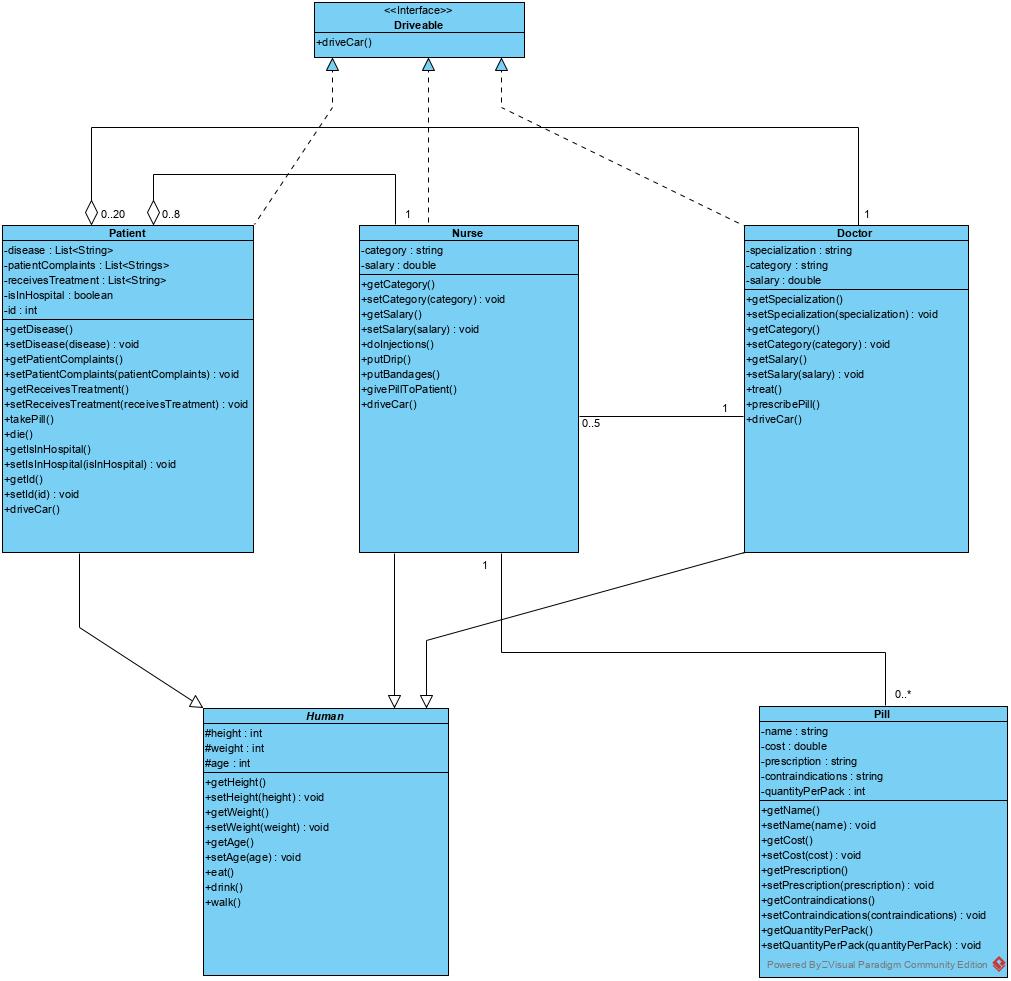 <<Interface>>
Driveable
+driveCar()
0..20
0..8
1
1
Patient
-disease : List<String>
-patientComplaints : List<Strings>
-receivesTreatment : List<String>
-isInHospital : boolean
-id : int
+getDisease()
+setDisease(disease) : void
+getPatientComplaints()
+setPatientComplaints(patientComplaints) : void
+getReceivesTreatment()
+setReceivesTreatment(receivesTreatment) : void
+takePill()
+die()
+getIsInHospital()
+setIsInHospital(isInHospital) : void
+getId()
+setId(id) : void
+driveCar()
Nurse
-category : string
-salary : double
+getCategory()
+setCategory(category) : void
+getSalary()
+setSalary(salary) : void
+doInjections()
+putDrip()
+putBandages()
+givePillToPatient()
+driveCar()
0..5
1
Doctor
-specialization : string
-category : string
-salary : double
+getSpecialization()
+setSpecialization(specialization) : void
+getCategory()
+setCategory(category) : void
+getSalary()
+setSalary(salary) : void
+treat()
+prescribePill()
+driveCar()
1
0..*
Human
#height : int
#weight : int
#age : int
+getHeight()
+setHeight(height) : void
+getWeight()
+setWeight(weight) : void
+getAge()
+setAge(age) : void
+eat()
+drink()
+walk()
Pill
-name : string
-cost : double
-prescription : string
-contraindications : string
-quantityPerPack : int
+getName()
+setName(name) : void
+getCost()
+setCost(cost) : void
+getPrescription()
+setPrescription(prescription) : void
+getContraindications()
+setContraindications(contraindications) : void
+getQuantityPerPack()
+setQuantityPerPack(quantityPerPack) : void
Powered By Visual Paradigm Community Edition